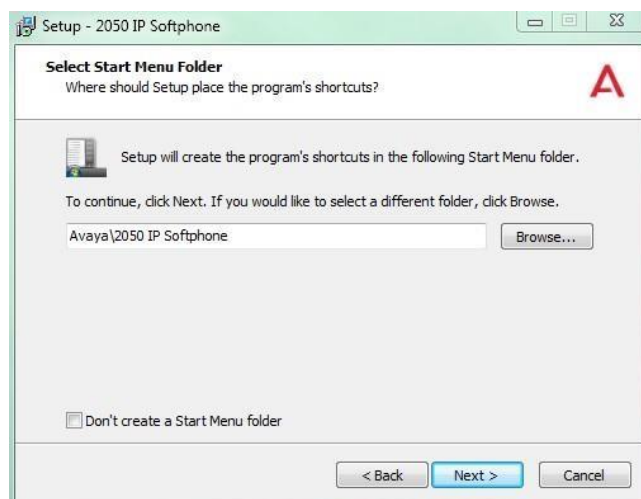 Setup - 2050 IP Softphone
Select Start Menu Folder
Where should Setup place the program's shortcuts?
Setup will create the program's shortcuts in the following Start Menu folder.
To continue, click Next. If you would like to select a different folder, click Browse.
Avaya\2050 IP Softphone
Browse...
Don't create a Start Menu folder
< Back
Next >
Cancel